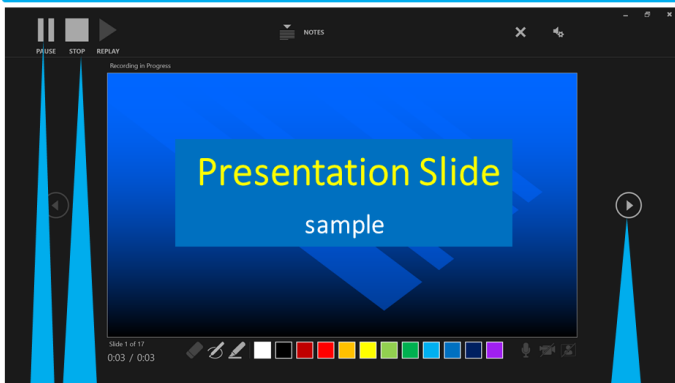 NOTES
PAUSE STOP REPLAY
Recording in Progress
Presentation Slide
sample
Slide 1 of 17
0:03 / 0:03